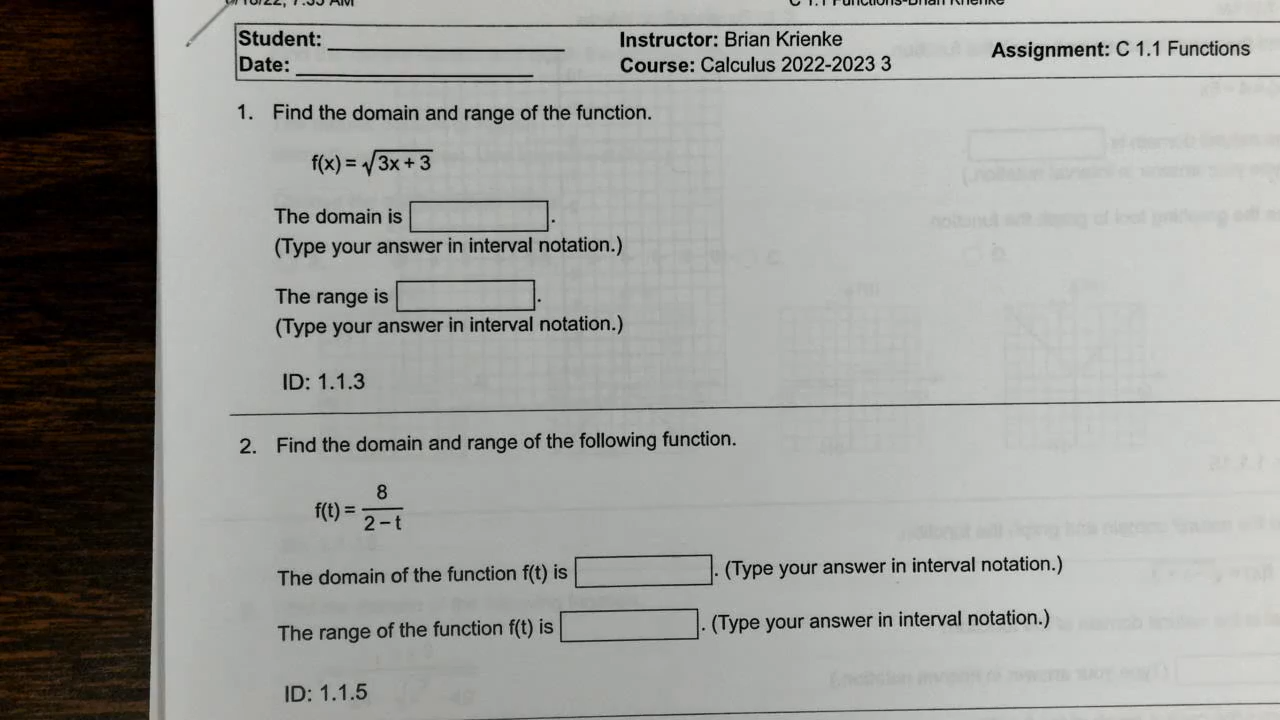 Student: ____ Instructor: Brian Krienke Assignment: C 1.1 Functions
Date: ____ Course: Calculus 2022-2023 3
1. Find the domain and range of the function.
f(x) = √(3x + 3)
The domain is .
(Type your answer in interval notation.)
The range is .
(Type your answer in interval notation.)
ID: 1.1.3
2. Find the domain and range of the following function.
f(t) = 8 / (2 − t)
The domain of the function f(t) is . (Type your answer in interval notation.)
The range of the function f(t) is . (Type your answer in interval notation.)
ID: 1.1.5